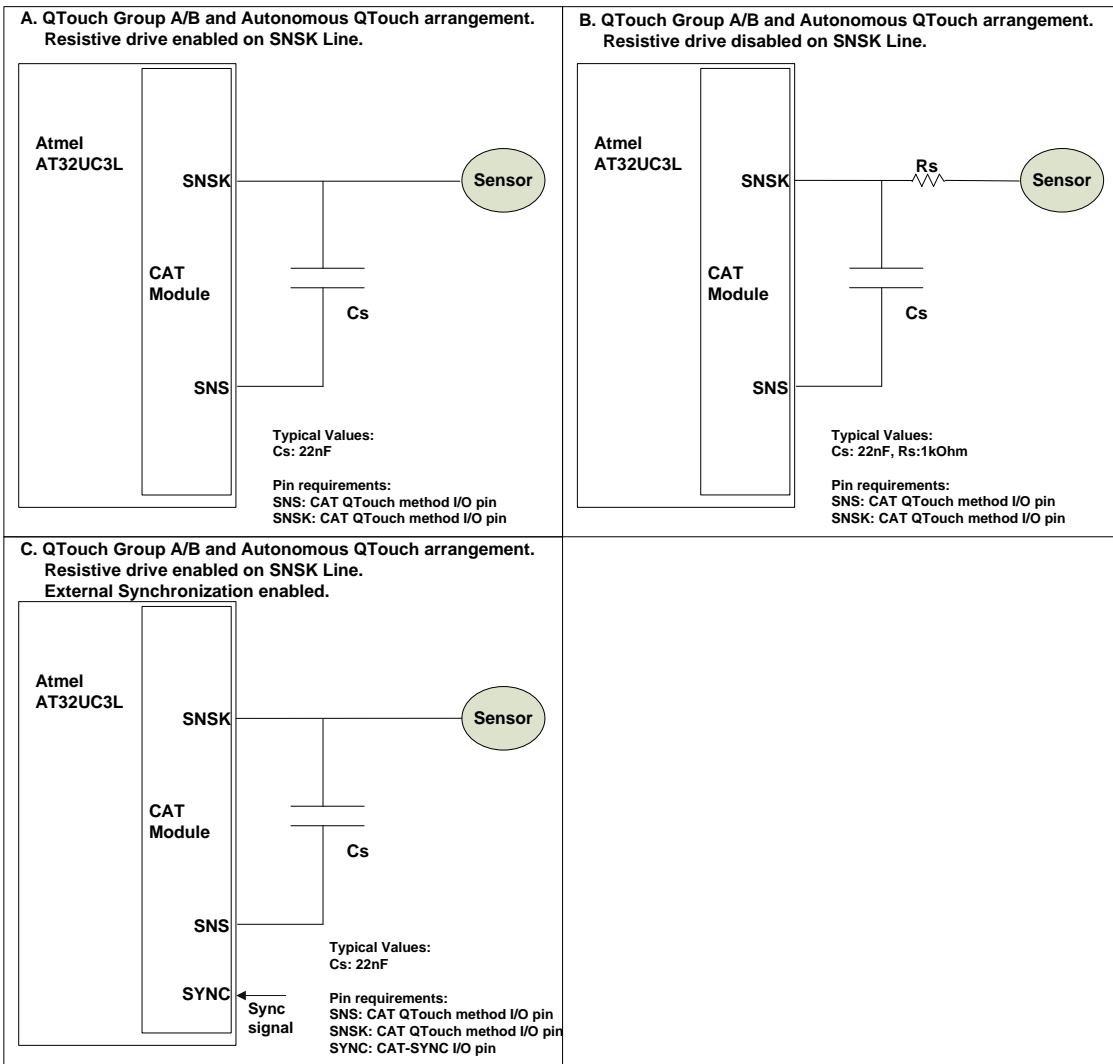 A. QTouch Group A/B and Autonomous QTouch arrangement.
Resistive drive enabled on SNSK Line.
Atmel
AT32UC3L
SNSK
Sensor
CAT
Module
Cs
SNS
Typical Values:
Cs: 22nF
Pin requirements:
SNS: CAT QTouch method I/O pin
SNSK: CAT QTouch method I/O pin
B. QTouch Group A/B and Autonomous QTouch arrangement.
Resistive drive disabled on SNSK Line.
Atmel
AT32UC3L
Rs
SNSK
Sensor
CAT
Module
Cs
SNS
Typical Values:
Cs: 22nF, Rs:1kOhm
Pin requirements:
SNS: CAT QTouch method I/O pin
SNSK: CAT QTouch method I/O pin
C. QTouch Group A/B and Autonomous QTouch arrangement.
Resistive drive enabled on SNSK Line.
External Synchronization enabled.
Atmel
AT32UC3L
SNSK
Sensor
CAT
Module
Cs
SNS
Typical Values:
Cs: 22nF
SYNC
Sync
signal
Pin requirements:
SNS: CAT QTouch method I/O pin
SNSK: CAT QTouch method I/O pin
SYNC: CAT-SYNC I/O pin